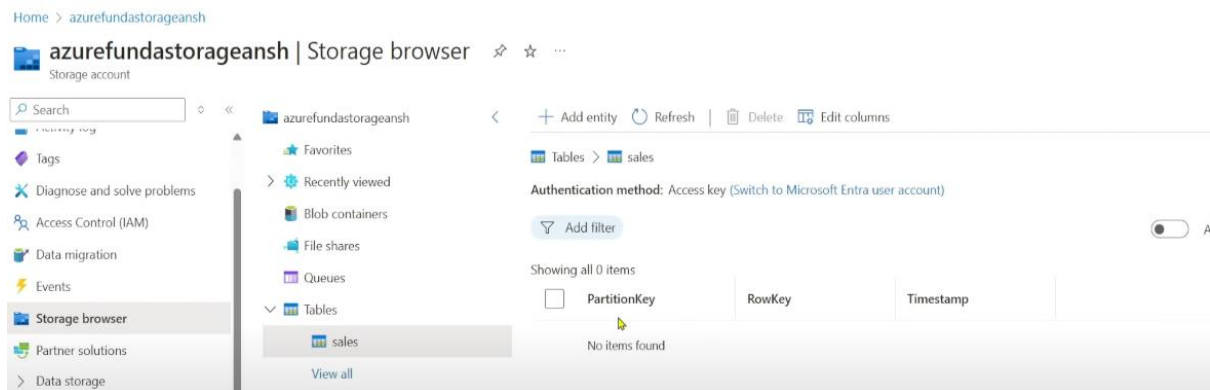 Home > azurefundastorageansh
azurefundastorageansh | Storage browser
Storage account
Search
Activity log
Tags
Diagnose and solve problems
Access Control (IAM)
Data migration
Events
Storage browser
Partner solutions
Data storage
azurefundastorageansh
Favorites
Recently viewed
Blob containers
File shares
Queues
Tables
sales
View all
Add entity Refresh | Delete Edit columns
Tables > sales
Authentication method: Access key (Switch to Microsoft Entra user account)
Add filter
Showing all 0 items
PartitionKey RowKey Timestamp
No items found